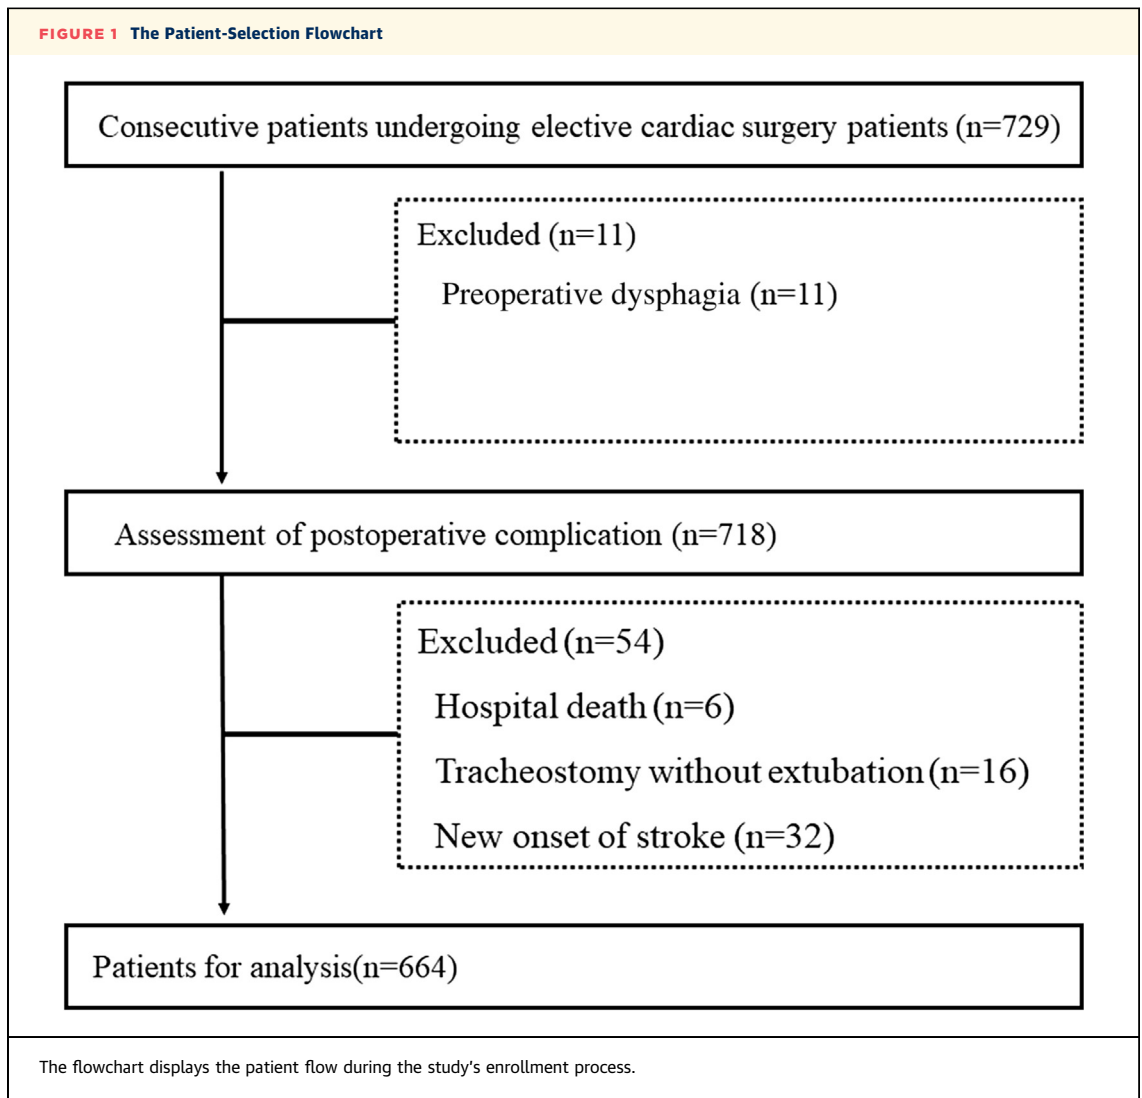 FIGURE 1 The Patient-Selection Flowchart
Consecutive patients undergoing elective cardiac surgery patients (n=729)
Excluded (n=11)
Preoperative dysphagia (n=11)
Assessment of postoperative complication (n=718)
Excluded (n=54)
Hospital death (n=6)
Tracheostomy without extubation (n=16)
New onset of stroke (n=32)
Patients for analysis(n=664)
The flowchart displays the patient flow during the study's enrollment process.